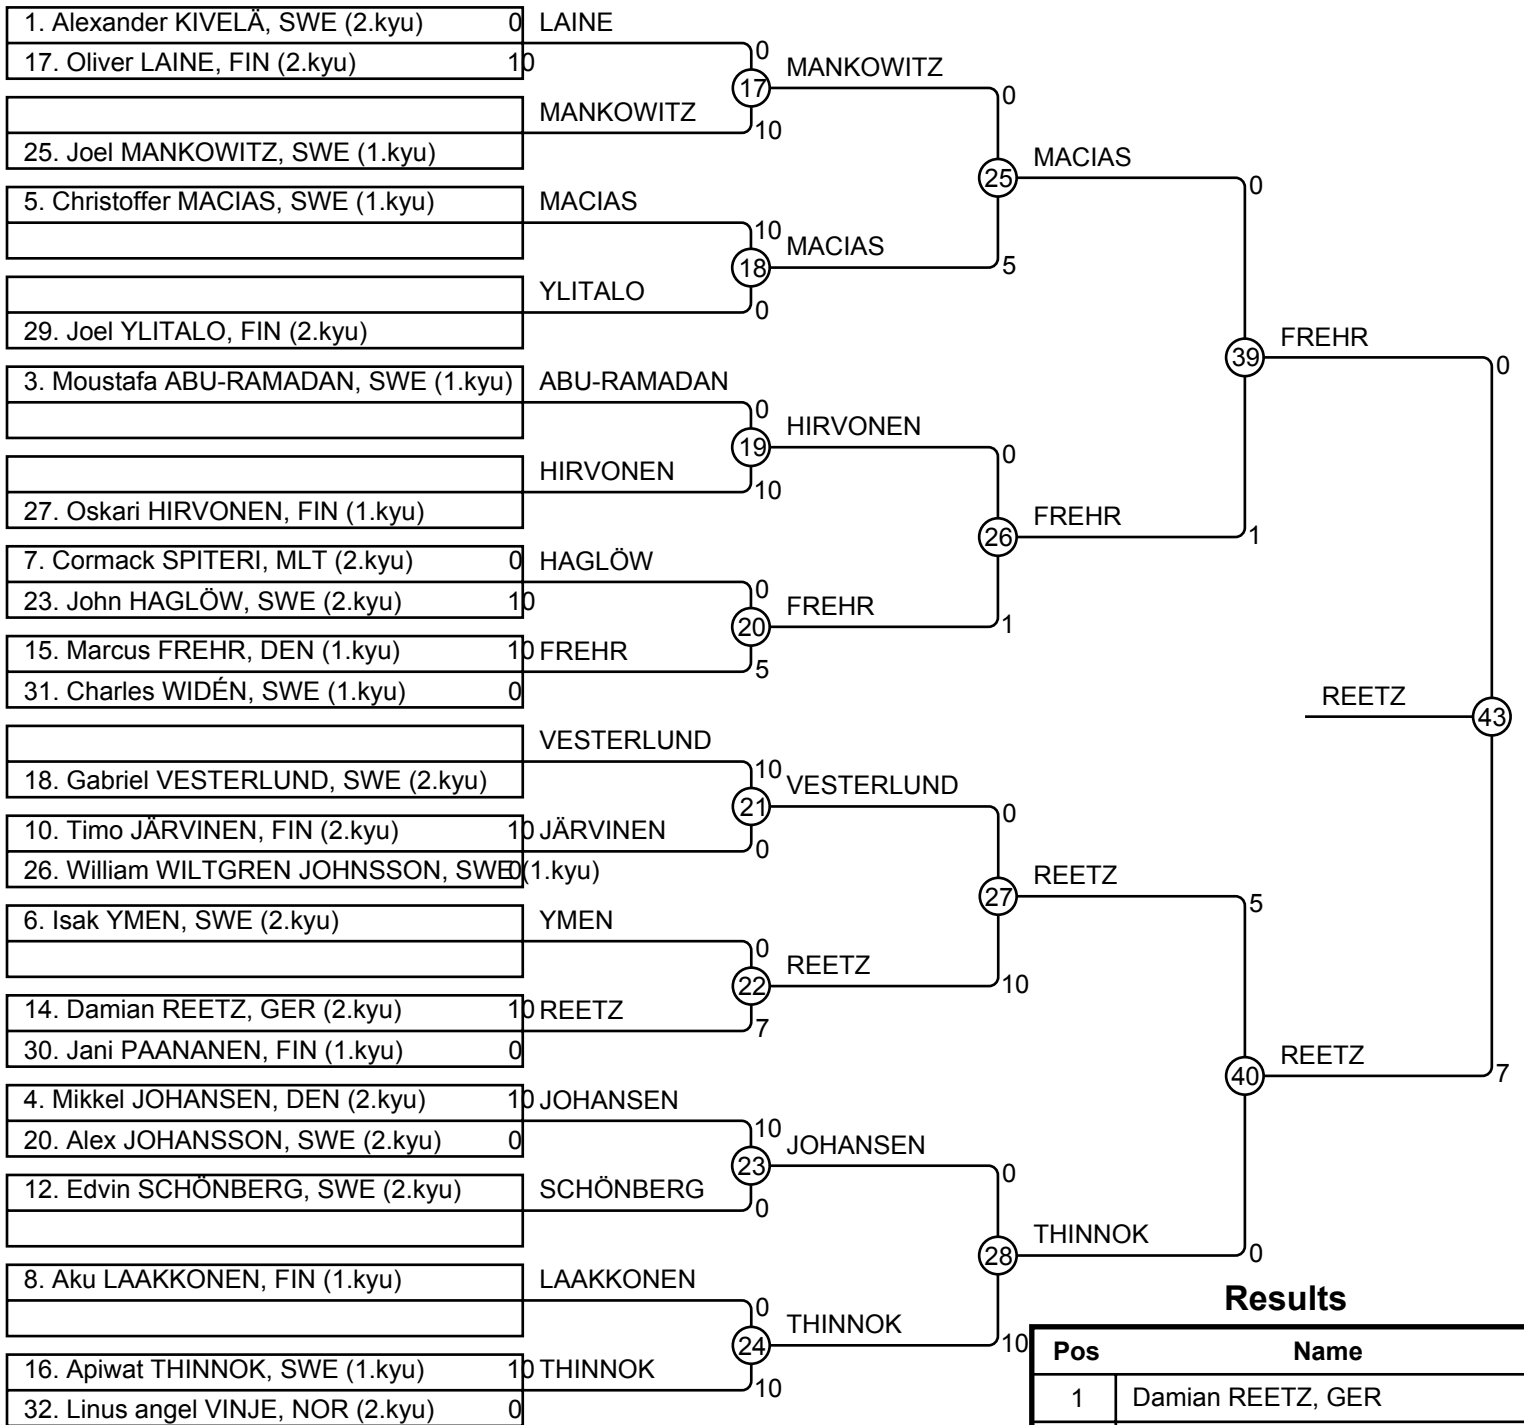 1. Alexander KIVELÄ, SWE (2.kyu) 0 LAINE
17. Oliver LAINE, FIN (2.kyu) 10
0
17
MANKOWITZ
0
MANKOWITZ
10
25. Joel MANKOWITZ, SWE (1.kyu)
25
MACIAS
0
5. Christoffer MACIAS, SWE (1.kyu) MACIAS
10
18
MACIAS
5
YLITALO
0
29. Joel YLITALO, FIN (2.kyu)
39
FREHR
0
3. Moustafa ABU-RAMADAN, SWE (1.kyu) ABU-RAMADAN
0
19
HIRVONEN
0
HIRVONEN
10
27. Oskari HIRVONEN, FIN (1.kyu)
26
FREHR
1
7. Cormack SPITERI, MLT (2.kyu) 0 HAGLÖW
23. John HAGLÖW, SWE (2.kyu) 10
0
20
FREHR
1
15. Marcus FREHR, DEN (1.kyu) 10 FREHR
5
31. Charles WIDÉN, SWE (1.kyu) 0
REETZ
43
VESTERLUND
18. Gabriel VESTERLUND, SWE (2.kyu)
10
21
VESTERLUND
0
10. Timo JÄRVINEN, FIN (2.kyu) 10 JÄRVINEN
0
26. William WILTGREN JOHNSSON, SWE (1.kyu) 0
27
REETZ
5
6. Isak YMEN, SWE (2.kyu) YMEN
0
22
REETZ
10
14. Damian REETZ, GER (2.kyu) 10 REETZ
7
30. Jani PAANANEN, FIN (1.kyu) 0
40
REETZ
7
4. Mikkel JOHANSEN, DEN (2.kyu) 10 JOHANSEN
20. Alex JOHANSSON, SWE (2.kyu) 0
10
23
JOHANSEN
0
12. Edvin SCHÖNBERG, SWE (2.kyu) SCHÖNBERG
0
28
THINNOK
0
8. Aku LAAKKONEN, FIN (1.kyu) LAAKKONEN
0
24
THINNOK
10
16. Apiwat THINNOK, SWE (1.kyu) 10 THINNOK
10
32. Linus angel VINJE, NOR (2.kyu) 0
Results
Pos Name
1 Damian REETZ, GER